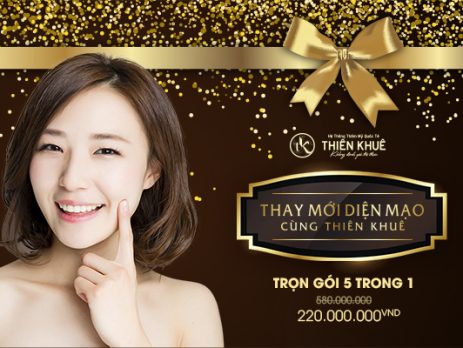 Hệ Thống Thẩm Mỹ Quốc Tế
THIÊN KHUÊ
THAY MỚI DIỆN MẠO
CÙNG THIÊN KHUÊ
TRỌN GÓI 5 TRONG 1
580.000.000
220.000.000VND